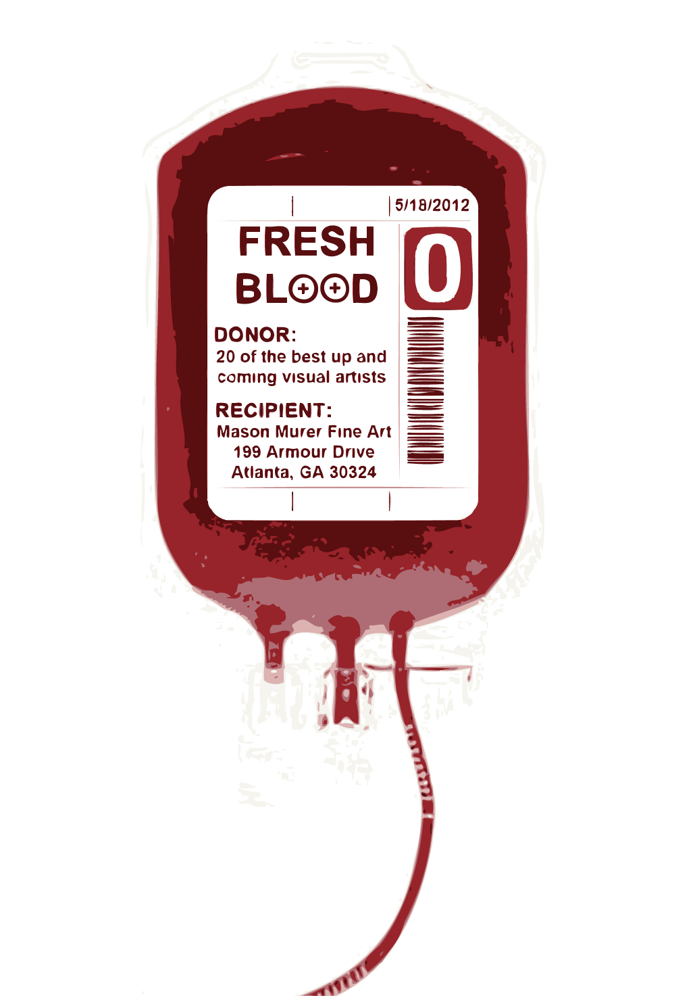 5/18/2012
FRESH
BLOOD
O
DONOR:
20 of the best up and
coming visual artists
RECIPIENT:
Mason Murer Fine Art
199 Armour Drive
Atlanta, GA 30324